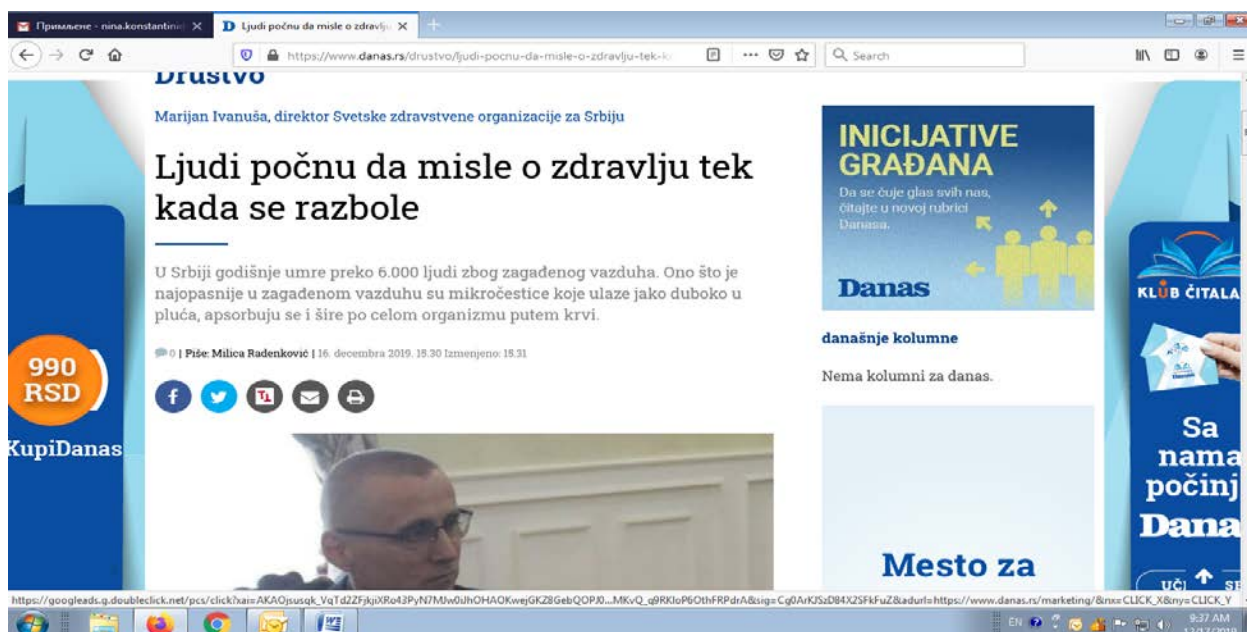 Примљене - nina.konstantino
Ljudi počnu da misle o zdravlju
https://www.danas.rs/drustvo/ljudi-pocnu-da-misle-o-zdravlju-tek-k
Search
Društvo
Marijan Ivanuša, direktor Svetske zdravstvene organizacije za Srbiju
Ljudi počnu da misle o zdravlju tek
kada se razbole
U Srbiji godišnje umre preko 6.000 ljudi zbog zagađenog vazduha. Ono što je
najopasnije u zagađenom vazduhu su mikročestice koje ulaze jako duboko u
pluća, apsorbuju se i šire po celom organizmu putem krvi.
0 | Piše: Milica Radenković | 16. decembra 2019. 15.30 Izmenjeno: 15.31
990
RSD
KupiDanas
INICIJATIVE
GRAĐANA
Da se čuje glas svih nas,
čitajte u novoj rubrici
Danasa.
Danas
današnje kolumne
Nema kolumni za danas.
Mesto za
KLUB ČITALA
Sa
nama
počinj
Dana
UČI
SE
EN
9:37 AM
12/17/2019